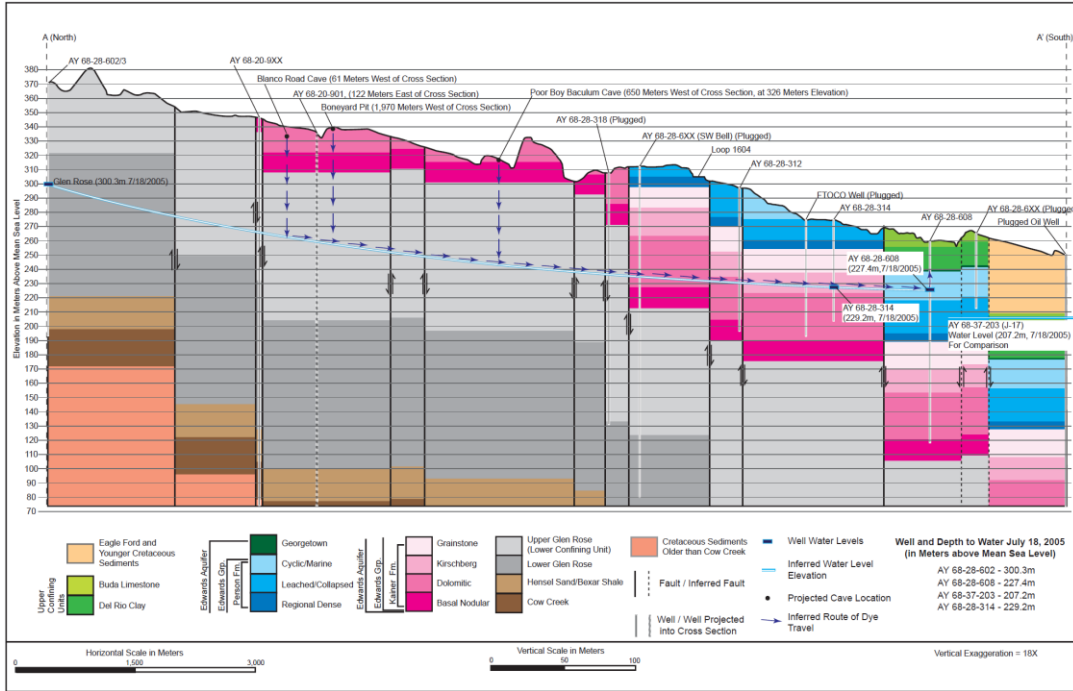 A (North)
A' (South)
AY 68-28-602/3
AY 68-20-9XX
Blanco Road Cave (61 Meters West of Cross Section)
AY 68-20-901, (122 Meters East of Cross Section)
Boneyard Pit (1,970 Meters West of Cross Section)
Poor Boy Baculum Cave (650 Meters West of Cross Section, at 326 Meters Elevation)
AY 68-28-318 (Plugged)
AY 68-28-6XX (SW Bell) (Plugged)
Loop 1604
AY 68-28-312
FTOCO Well (Plugged)
AY 68-28-314
AY 68-28-608
AY 68-28-6XX (Plugged
Plugged Oil Well
Elevation in Meters Above Mean Sea Level
380
370
360
350
340
330
320
310
300
290
280
270
260
250
240
230
220
210
200
190
180
170
160
150
140
130
120
110
100
90
80
70
Glen Rose (300.3m 7/18/2005)
AY 68-28-608
(227.4m,7/18/2005)
AY 68-28-314
(229.2m, 7/18/2005)
AY 68-37-203 (J-17)
Water Level (207.2m, 7/18/2005)
For Comparison
Eagle Ford and
Younger Cretaceous
Sediments
Upper
Confining
Units
Buda Limestone
Del Rio Clay
Edwards Aquifer
Edwards Grp.
Person Fm.
Georgetown
Cyclic/Marine
Leached/Collapsed
Regional Dense
Edwards Aquifer
Edwards Grp.
Kainer Fm.
Grainstone
Kirschberg
Dolomitic
Basal Nodular
Upper Glen Rose
(Lower Confining Unit)
Lower Glen Rose
Hensel Sand/Bexar Shale
Cow Creek
Cretaceous Sediments
Older than Cow Creek
Fault / Inferred Fault
Well / Well Projected
into Cross Section
Well Water Levels
Inferred Water Level
Elevation
Projected Cave Location
Inferred Route of Dye
Travel
Well and Depth to Water July 18, 2005
(in Meters above Mean Sea Level)
AY 68-28-602 - 300.3m
AY 68-28-608 - 227.4m
AY 68-37-203 - 207.2m
AY 68-28-314 - 229.2m
Horizontal Scale in Meters
0 1,500 3,000
Vertical Scale in Meters
0 50 100
Vertical Exaggeration = 18X